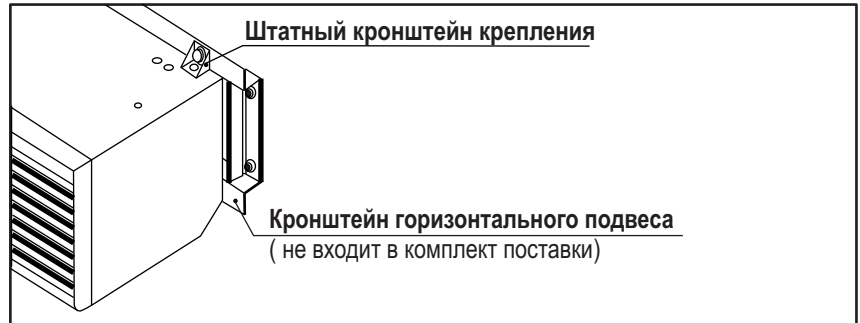 Штатный кронштейн крепления
Кронштейн горизонтального подвеса
( не входит в комплект поставки)